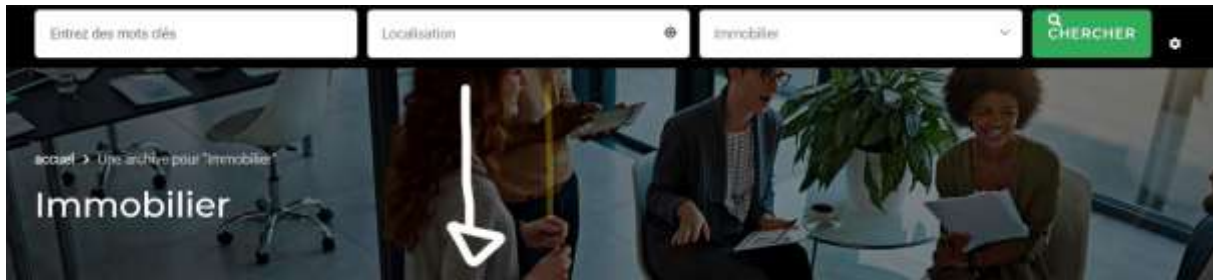 Entrez des mots clés
Localisation
Immobilier
CHERCHER
accueil > Une archive pour "Immobilier"
Immobilier